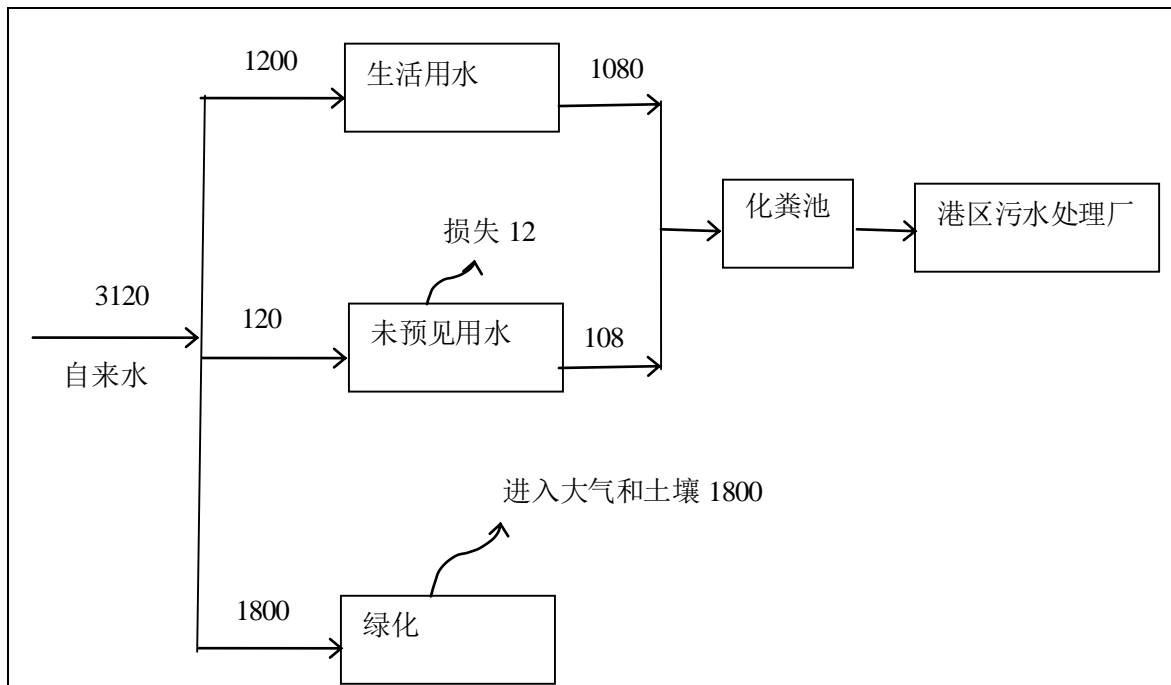 1200
生活用水
1080
化粪池
港区污水处理厂
损失 12
3120
自来水
120
未预见用水
108
进入大气和土壤 1800
1800
绿化